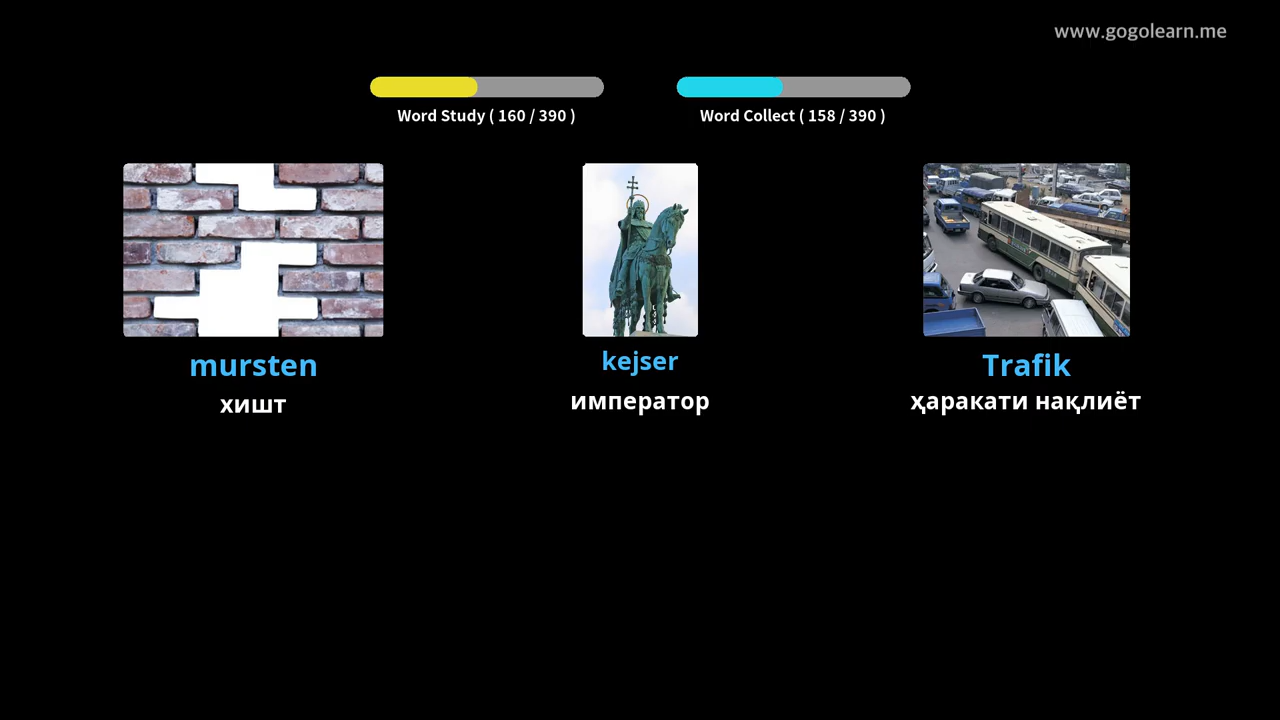 www.gogolearn.me
Word Study ( 160 / 390 )
Word Collect ( 158 / 390 )
mursten
kejser
Trafik
хишт
император
ҳаракати нақлиёт